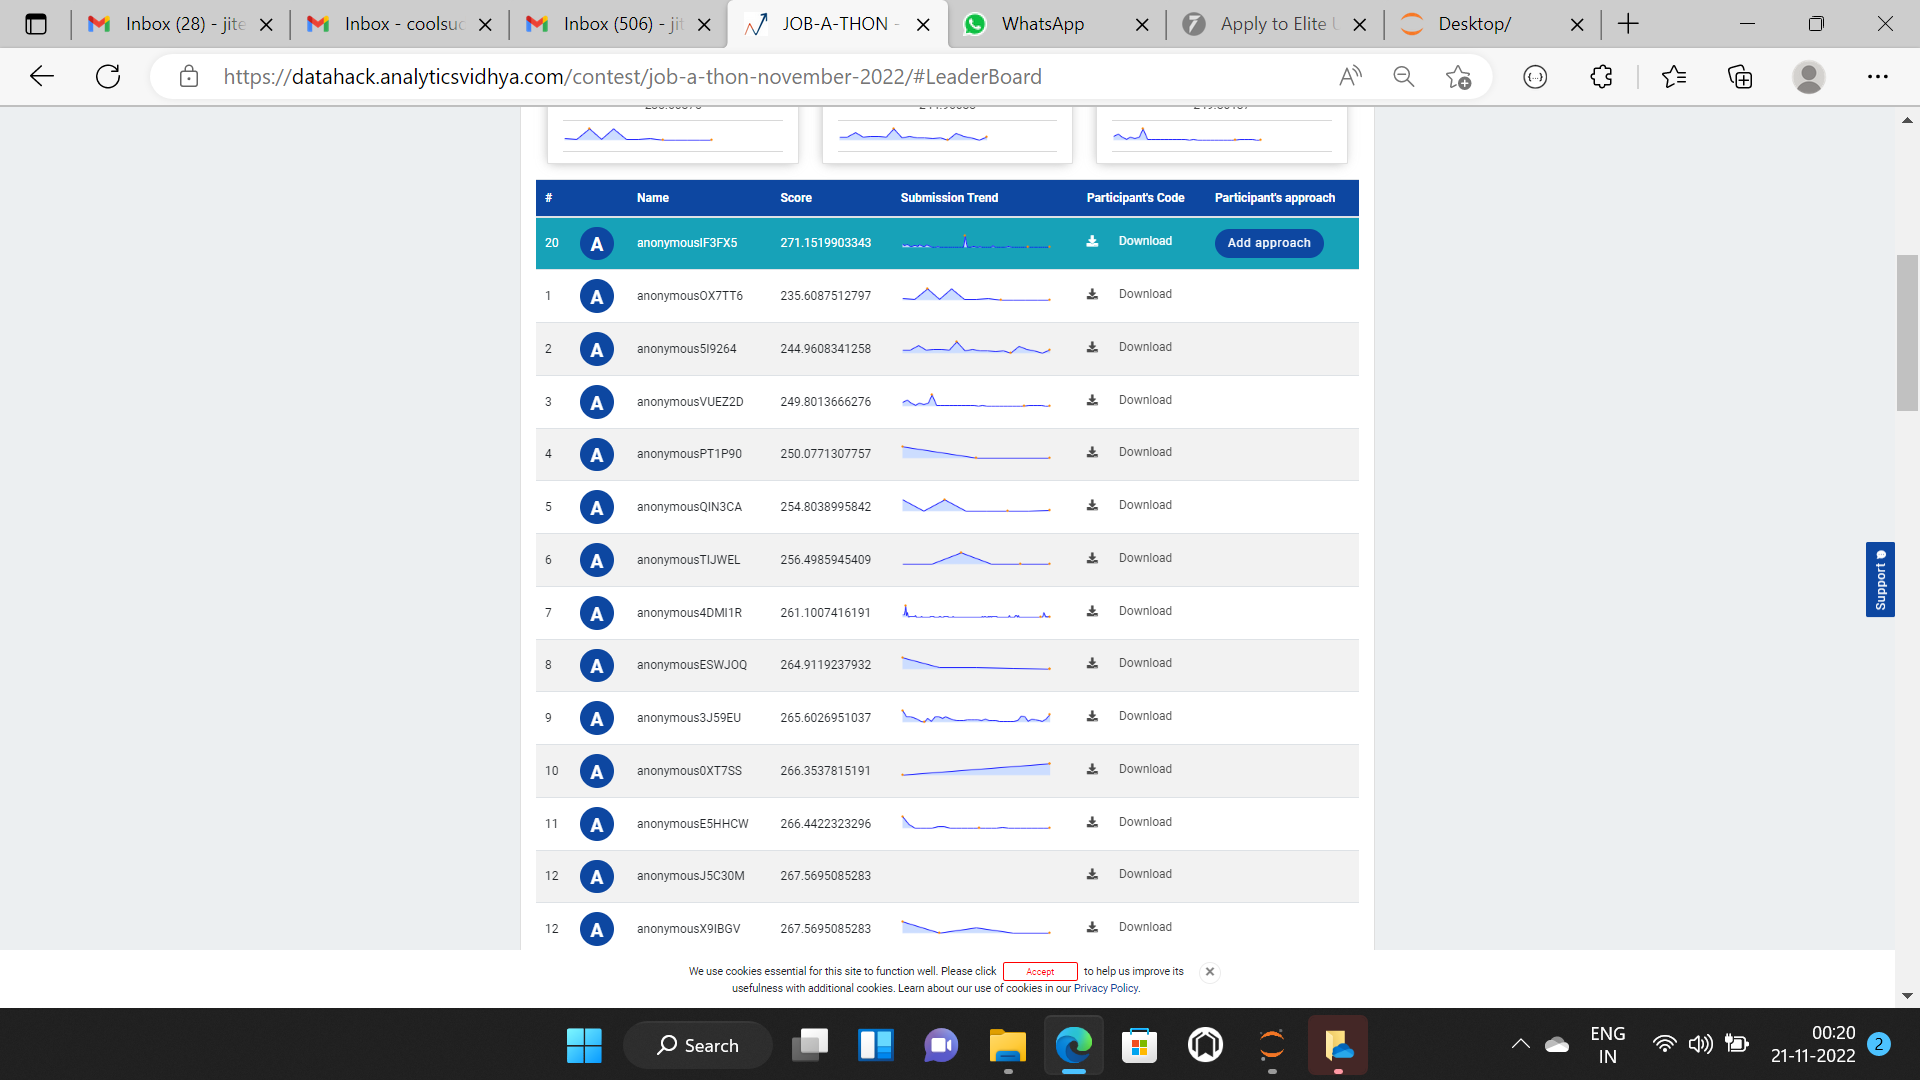 Inbox (28) - jite
Inbox - coolsud
Inbox (506) - jit
JOB-A-THON -
WhatsApp
Apply to Elite U
Desktop/
https://datahack.analyticsvidhya.com/contest/job-a-thon-november-2022/#LeaderBoard
# Name Score Submission Trend Participant's Code Participant's approach
20 A anonymousIF3FX5 271.1519903343 Download Add approach
1 A anonymousOX7TT6 235.6087512797 Download
2 A anonymous5I9264 244.9608341258 Download
3 A anonymousVUEZ2D 249.8013666276 Download
4 A anonymousPT1P90 250.0771307757 Download
5 A anonymousQIN3CA 254.8038995842 Download
6 A anonymousTIJWEL 256.4985945409 Download
7 A anonymous4DMI1R 261.1007416191 Download
8 A anonymousESWJOQ 264.9119237932 Download
9 A anonymous3J59EU 265.6026951037 Download
10 A anonymous0XT7SS 266.3537815191 Download
11 A anonymousE5HHCW 266.4422323296 Download
12 A anonymousJ5C30M 267.5695085283 Download
12 A anonymousX9IBGV 267.5695085283 Download
Support
We use cookies essential for this site to function well. Please click Accept to help us improve its
usefulness with additional cookies. Learn about our use of cookies in our Privacy Policy.
Search
ENG
IN
00:20
21-11-2022
2